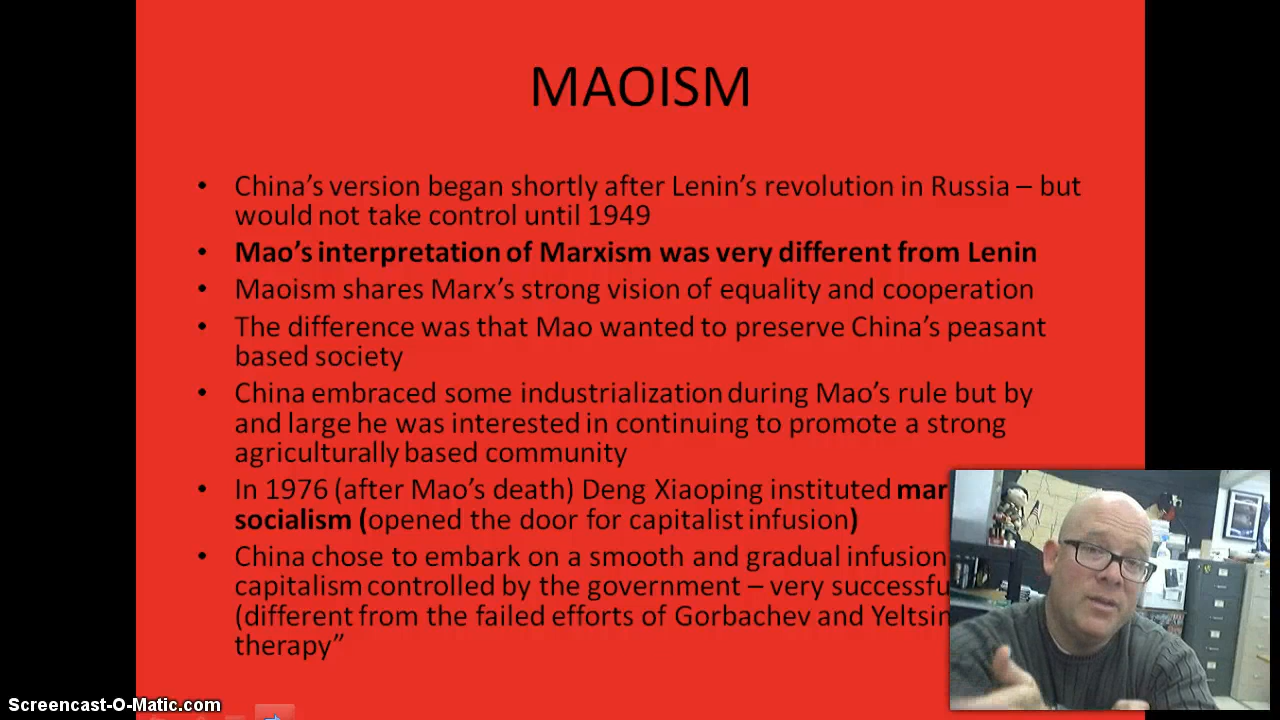 MAOISM
• China’s version began shortly after Lenin’s revolution in Russia – but
would not take control until 1949
• Mao’s interpretation of Marxism was very different from Lenin
• Maoism shares Marx’s strong vision of equality and cooperation
• The difference was that Mao wanted to preserve China’s peasant
based society
• China embraced some industrialization during Mao’s rule but by
and large he was interested in continuing to promote a strong
agriculturally based community
• In 1976 (after Mao’s death) Deng Xiaoping instituted mar
socialism (opened the door for capitalist infusion)
• China chose to embark on a smooth and gradual infusion
capitalism controlled by the government – very successfu
(different from the failed efforts of Gorbachev and Yeltsin
therapy”
Screencast-O-Matic.com